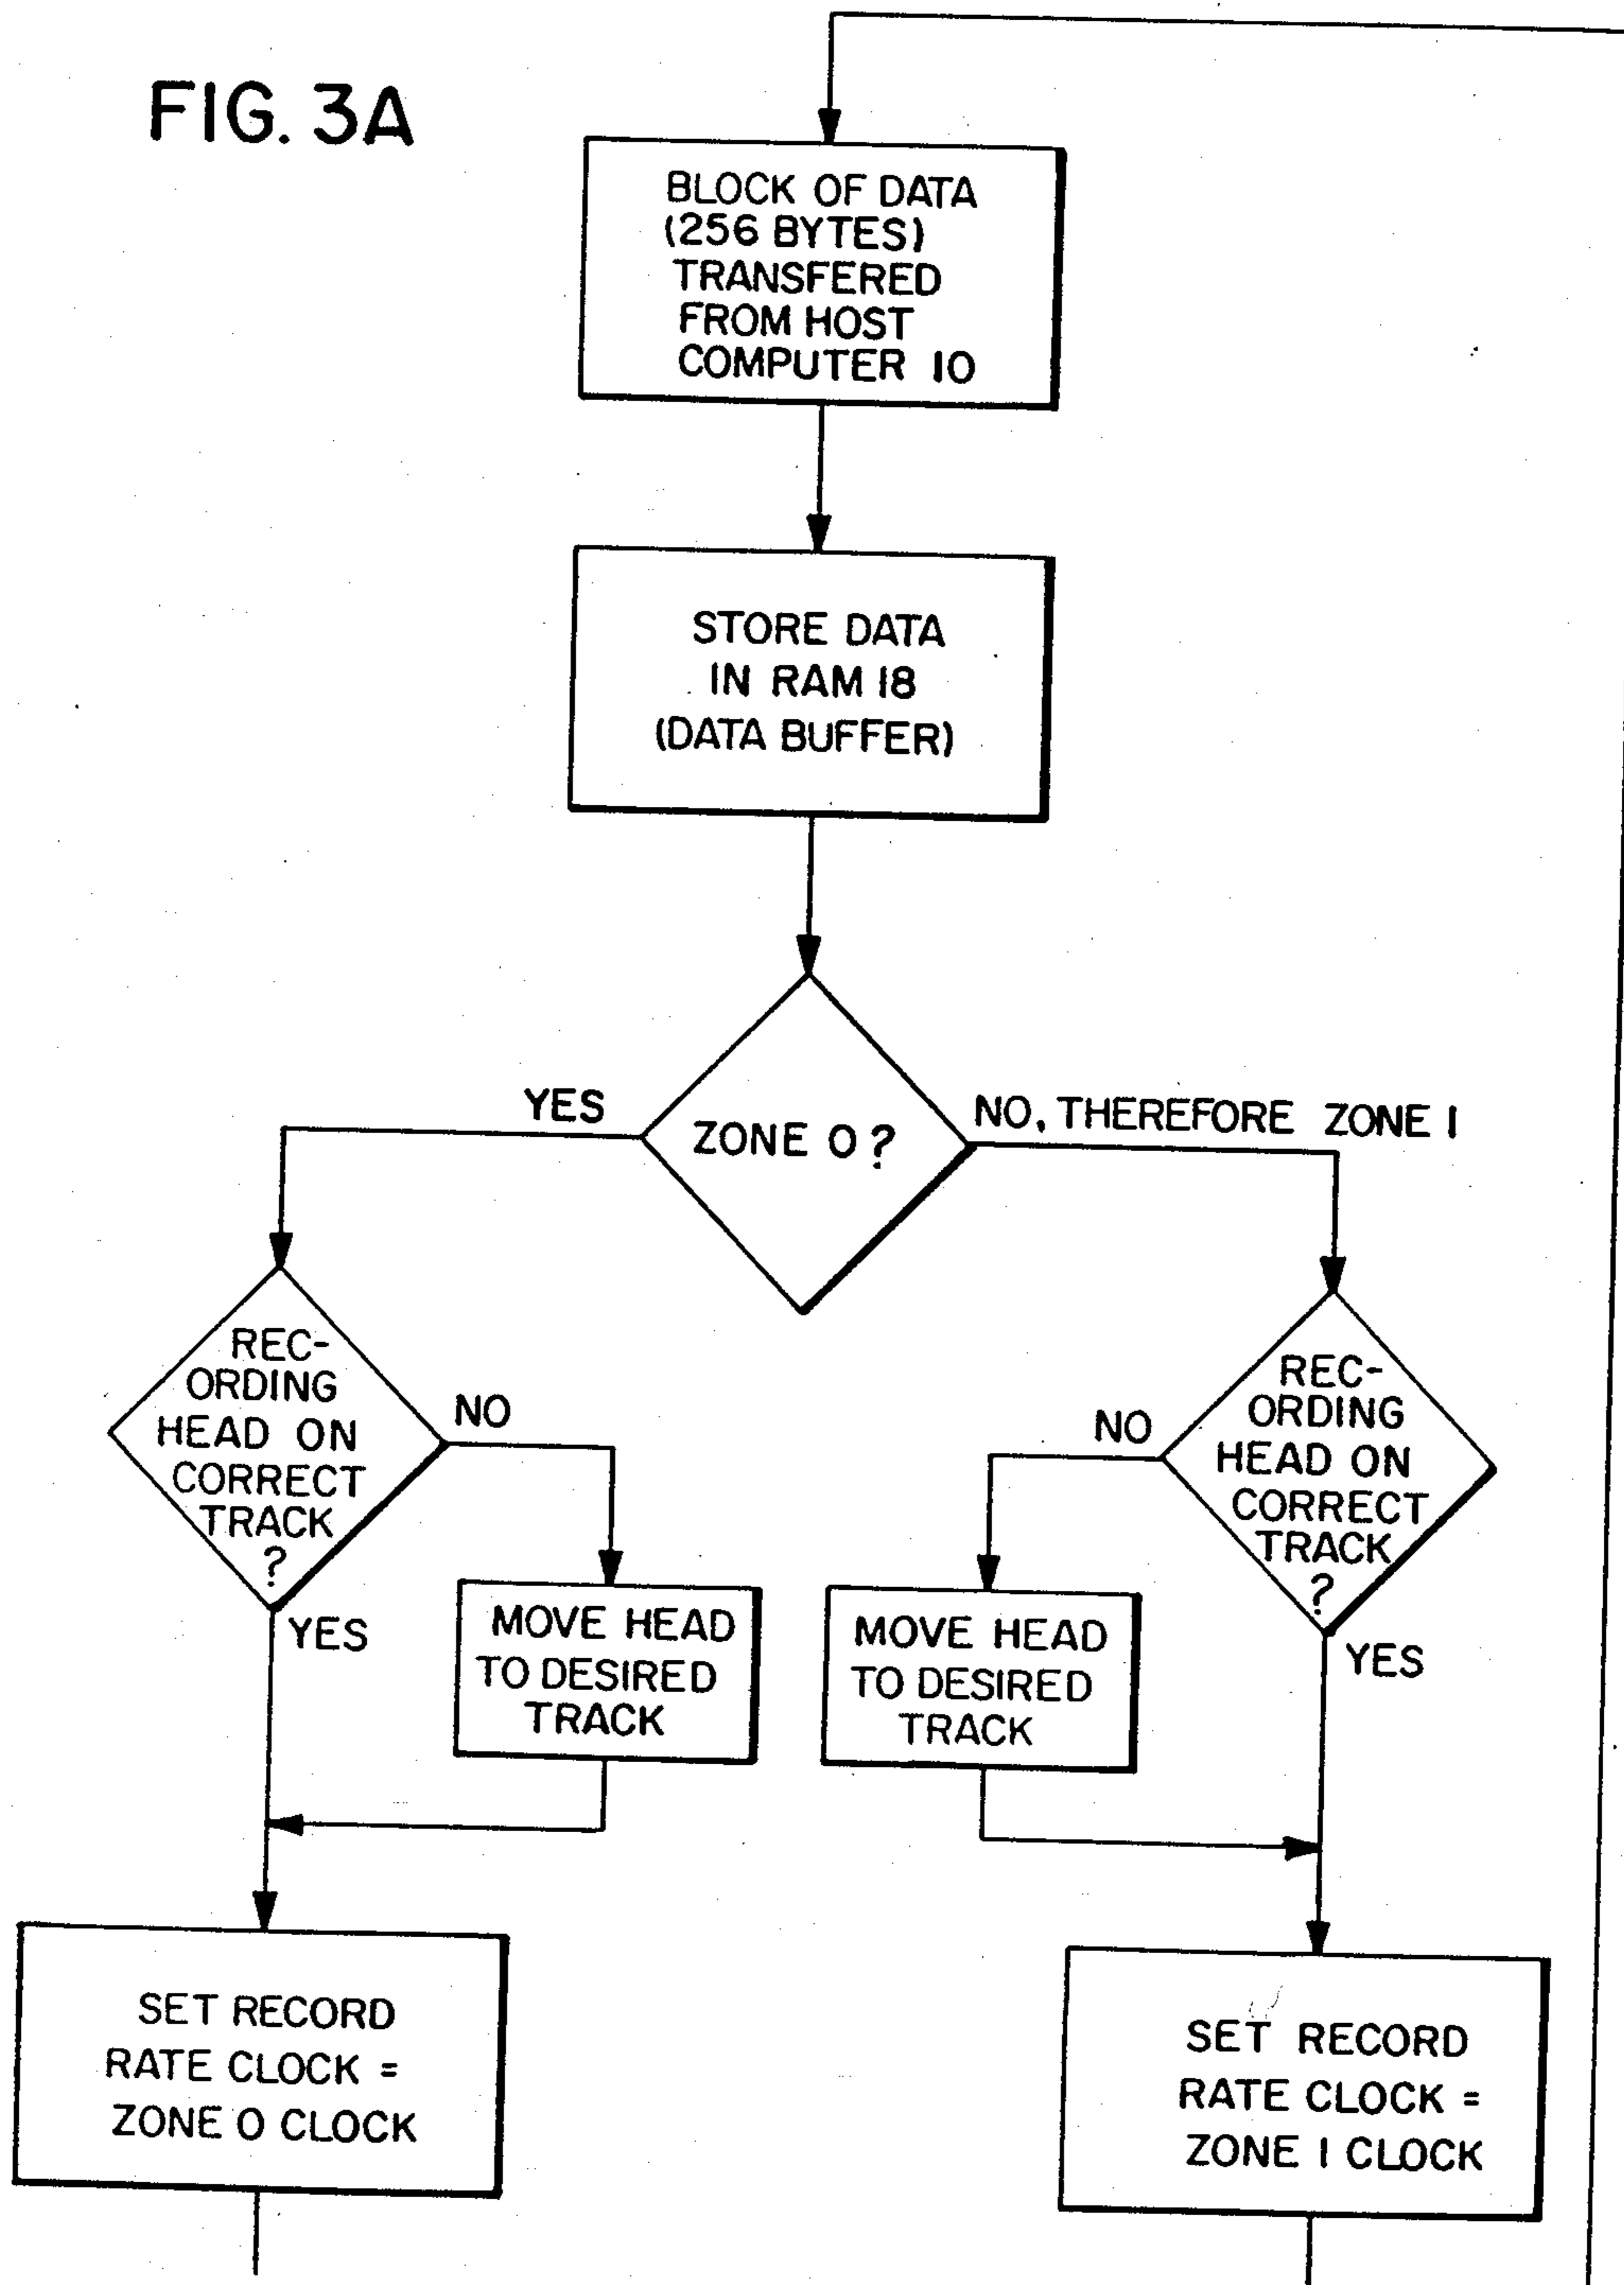 FIG. 3A
BLOCK OF DATA
(256 BYTES)
TRANSFERED
FROM HOST
COMPUTER 10
STORE DATA
IN RAM 18
(DATA BUFFER)
YES
ZONE 0?
NO, THEREFORE ZONE 1
REC-
ORDING
HEAD ON
CORRECT
TRACK
?
NO
YES
MOVE HEAD
TO DESIRED
TRACK
SET RECORD
RATE CLOCK =
ZONE 0 CLOCK
REC-
ORDING
HEAD ON
CORRECT
TRACK
?
NO
YES
MOVE HEAD
TO DESIRED
TRACK
SET RECORD
RATE CLOCK =
ZONE 1 CLOCK